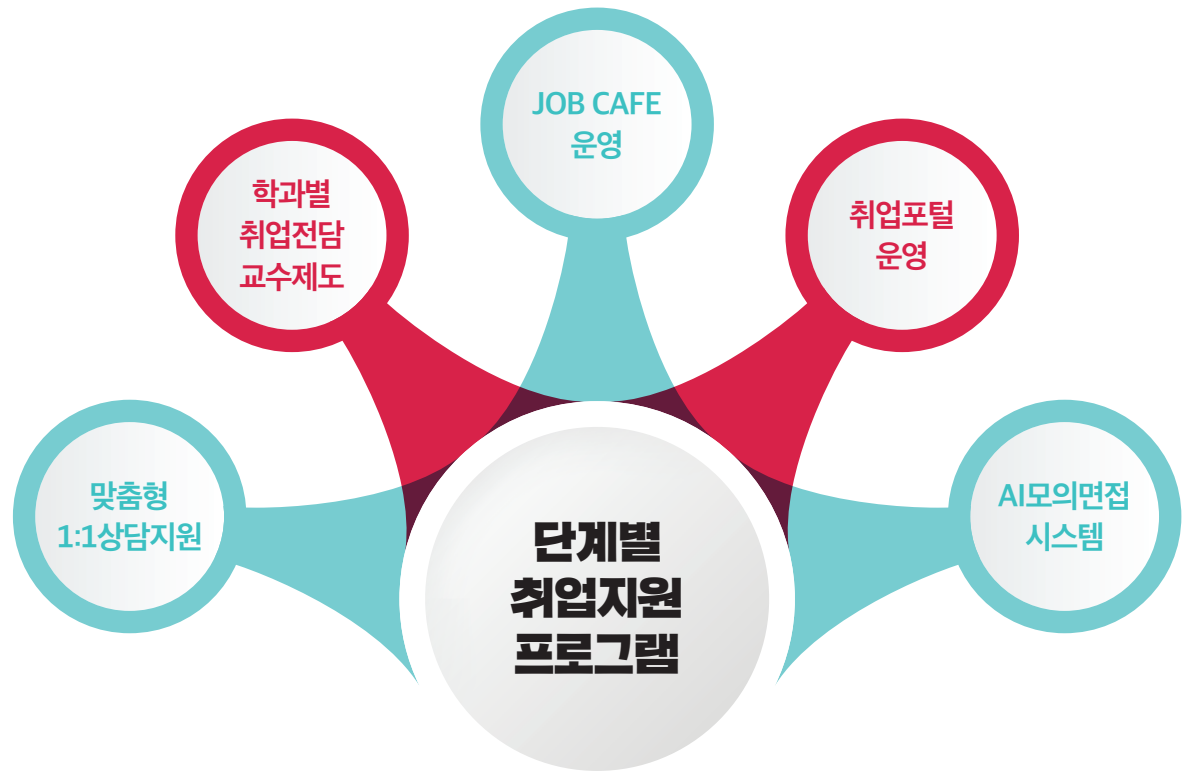 JOB CAFE
운영
학과별
취업전담
교수제도
취업포털
운영
맞춤형
1:1상담지원
AI모의면접
시스템
단계별
취업지원
프로그램